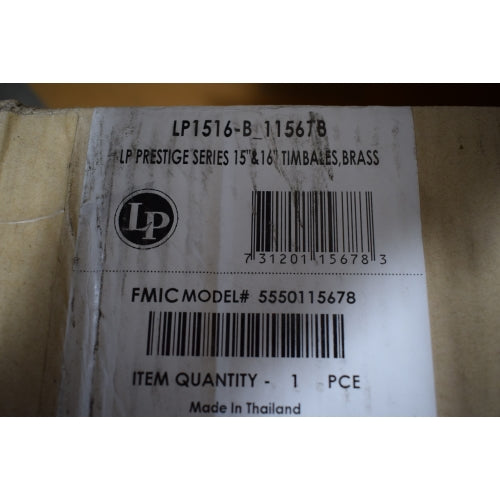 LP1516-B_115678
LP PRESTIGE SERIES 15"&16" TIMBALES,BRASS
LP
7 31201 15678 3
FMIC MODEL# 5550115678
ITEM QUANTITY - 1 PCE
Made In Thailand